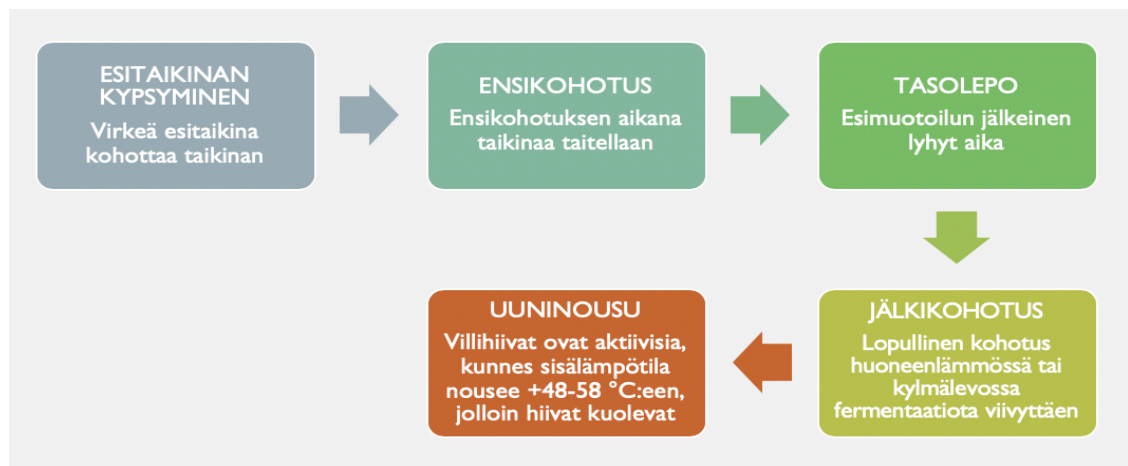 ESITAIKINAN
KYPSYMINEN
Virkeä esitaikina
kohottaa taikinan
ENSIKOHOTUS
Ensikohotuksen aikana
taikinaa taitellaan
TASOLEPO
Esimuotoilun jälkeinen
lyhyt aika
JÄLKIKOHOTUS
Lopullinen kohotus
huoneenlämmössä tai
kylmälevossa
fermentaatiota viivyttäen
UUNINOUSU
Villihiivat ovat aktiivisia,
kunnes sisälämpötila
nousee +48-58 °C:een,
jolloin hiivat kuolevat